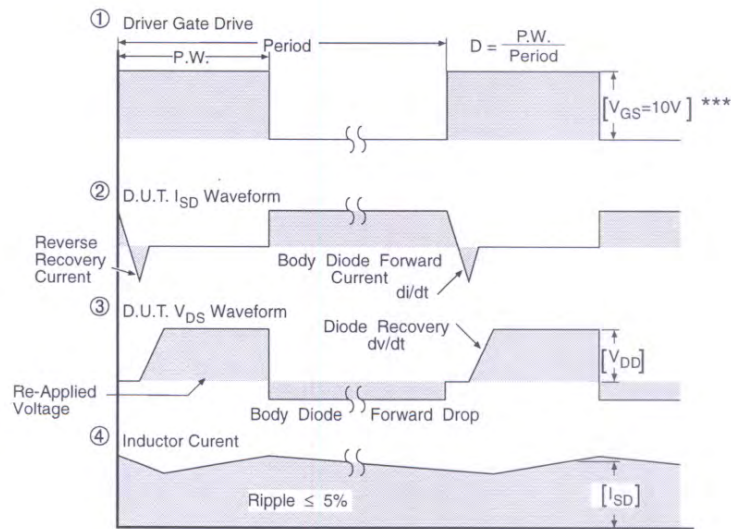 ① Driver Gate Drive
Period
P.W.
D = P.W. / Period
[VGS=10V] ***
② D.U.T. ISD Waveform
Reverse
Recovery
Current
Body Diode Forward
Current
di/dt
③ D.U.T. VDS Waveform
Diode Recovery
dv/dt
[VDD]
Re-Applied
Voltage
Body Diode Forward Drop
④ Inductor Curent
Ripple ≤ 5%
[ISD]